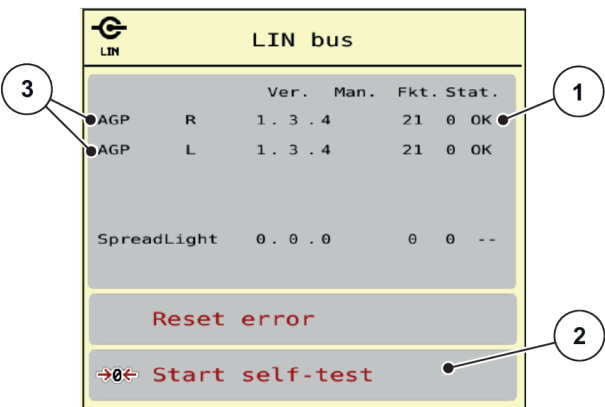 LIN
LIN bus
Ver. Man. Fkt. Stat.
AGP R 1.3.4 21 0 OK
AGP L 1.3.4 21 0 OK
SpreadLight 0.0.0 0 0 --
Reset error
→0← Start self-test
1
2
3